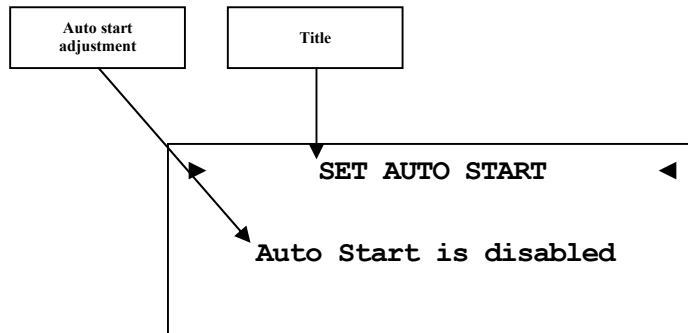 Auto start
adjustment
Title
► SET AUTO START ◄
Auto Start is disabled